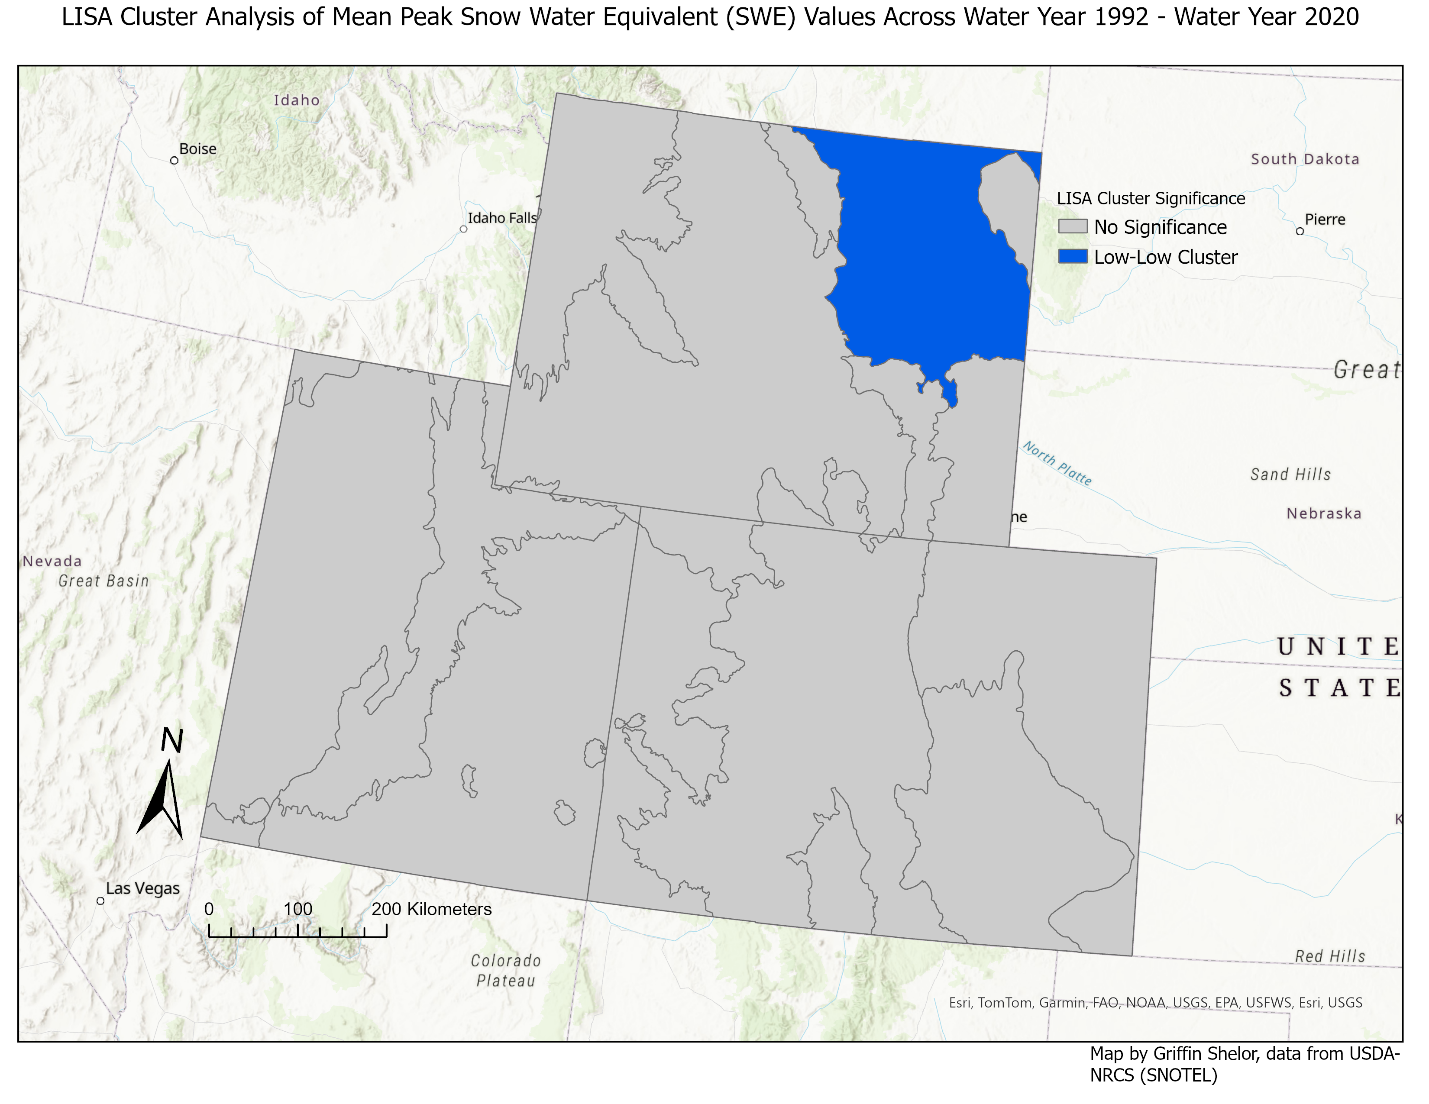 LISA Cluster Analysis of Mean Peak Snow Water Equivalent (SWE) Values Across Water Year 1992 - Water Year 2020
Idaho
Boise
Idaho Falls
South Dakota
Pierre
LISA Cluster Significance
No Significance
Low-Low Cluster
Great
North Platte
Sand Hills
Nebraska
ne
Nevada
Great Basin
UNITE
STATE
N
K
Las Vegas
0 100 200 Kilometers
Colorado
Plateau
Red Hills
Esri, TomTom, Garmin, FAO, NOAA, USGS, EPA, USFWS, Esri, USGS
Map by Griffin Shelor, data from USDA-
NRCS (SNOTEL)